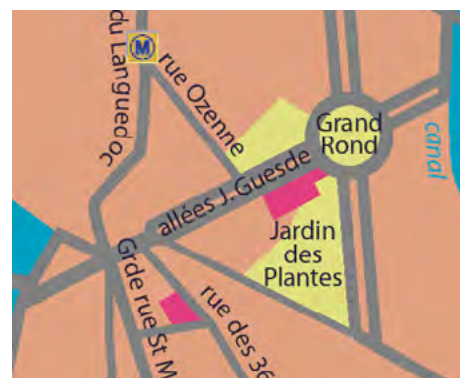 M
du Languedoc
rue Ozenne
Grand
Rond
canal
allées J. Guesde
Jardin
des
Plantes
Grde rue St M
rue des 36